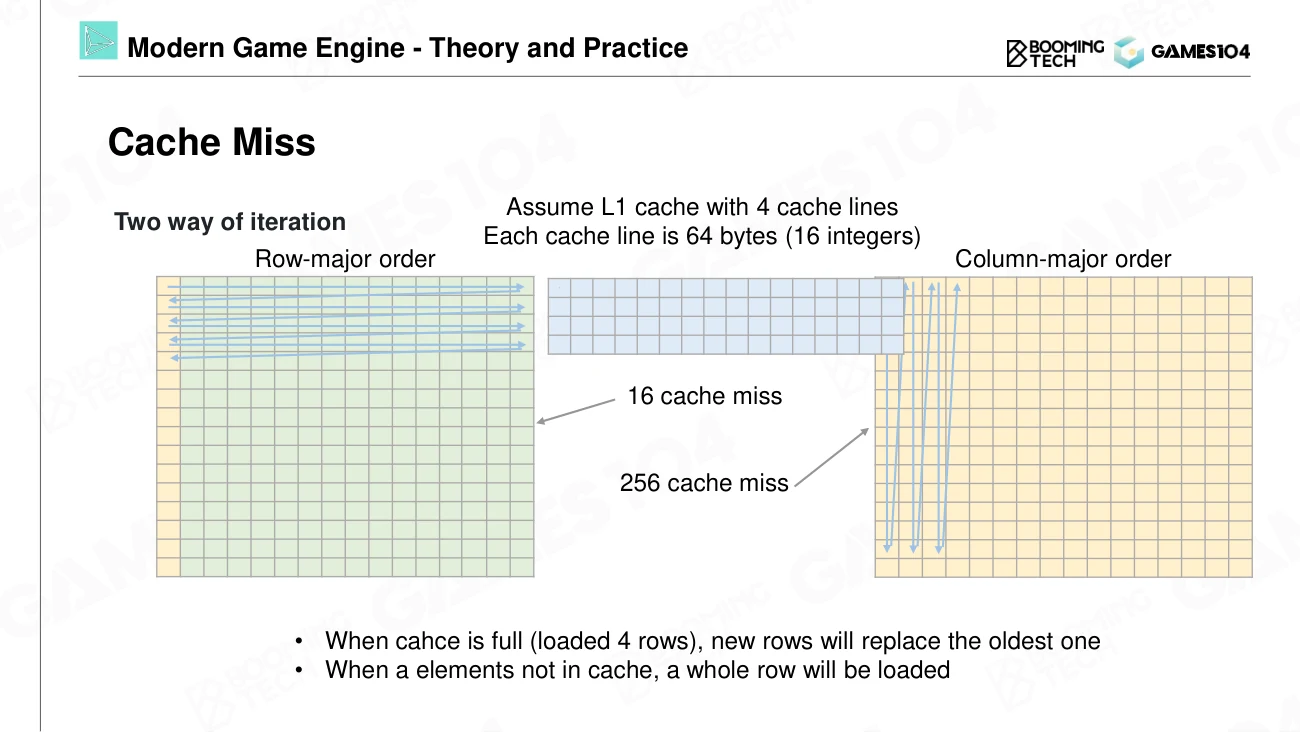 Modern Game Engine - Theory and Practice
BOOMING
TECH
GAMES104
Cache Miss
Two way of iteration
Assume L1 cache with 4 cache lines
Each cache line is 64 bytes (16 integers)
Row-major order
Column-major order
16 cache miss
256 cache miss
• When cahce is full (loaded 4 rows), new rows will replace the oldest one
• When a elements not in cache, a whole row will be loaded